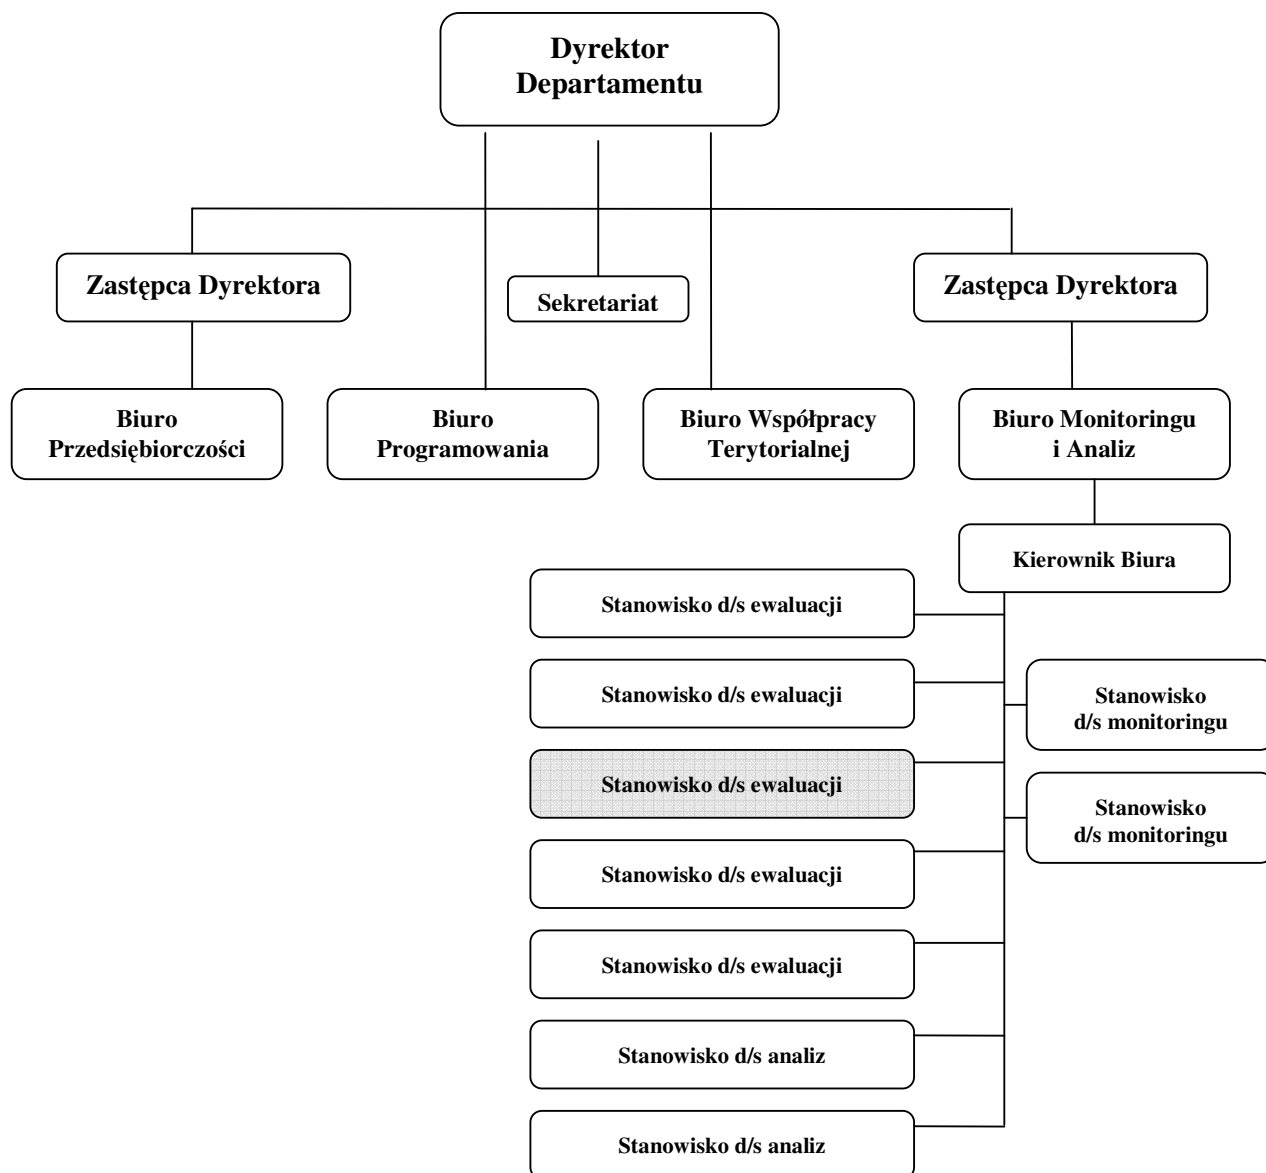 Dyrektor
Departamentu
Zastępca Dyrektora
Sekretariat
Zastępca Dyrektora
Biuro
Przedsiębiorczości
Biuro
Programowania
Biuro Współpracy
Terytorialnej
Biuro Monitoringu
i Analiz
Kierownik Biura
Stanowisko d/s ewaluacji
Stanowisko d/s ewaluacji
Stanowisko
d/s monitoringu
Stanowisko d/s ewaluacji
Stanowisko
d/s monitoringu
Stanowisko d/s ewaluacji
Stanowisko d/s ewaluacji
Stanowisko d/s analiz
Stanowisko d/s analiz